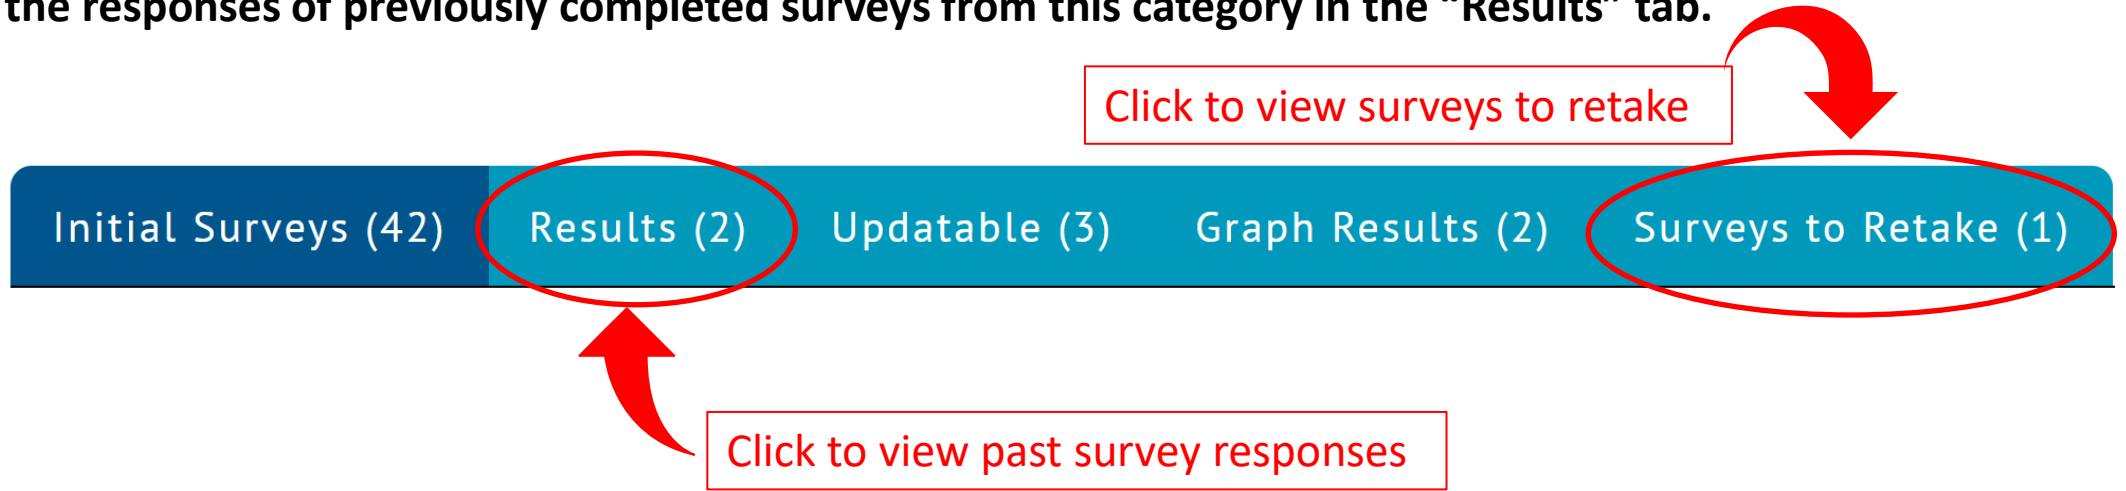 the responses of previously completed surveys from this category in the "Results" tab.
Click to view surveys to retake
Initial Surveys (42) Results (2) Updatable (3) Graph Results (2) Surveys to Retake (1)
Click to view past survey responses